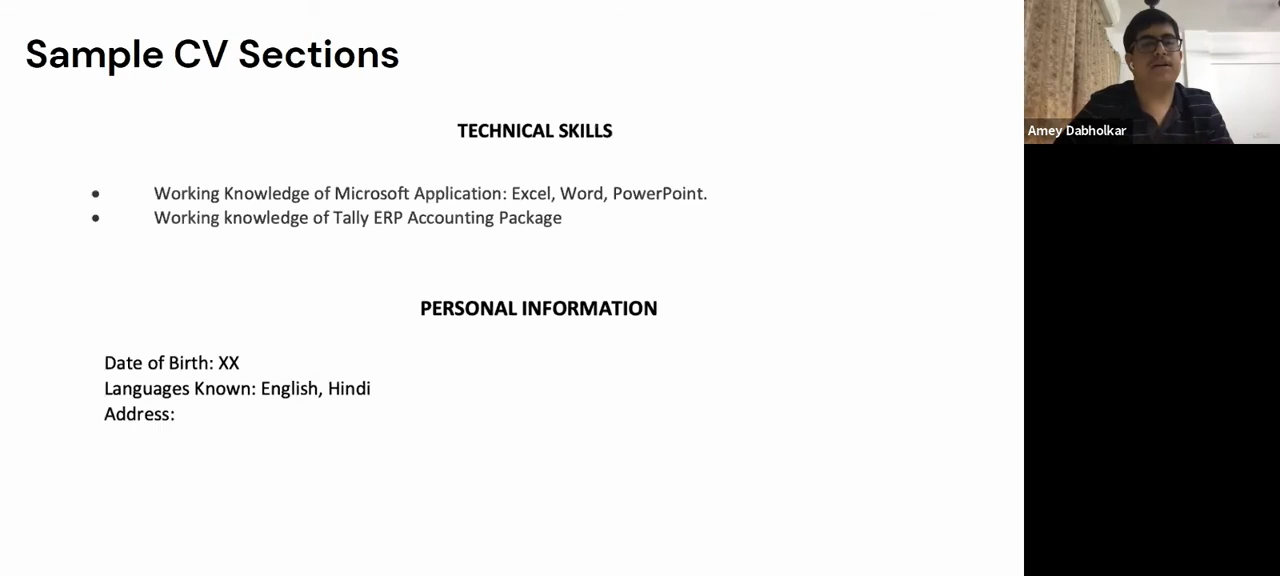 Sample CV Sections
TECHNICAL SKILLS
• Working Knowledge of Microsoft Application: Excel, Word, PowerPoint.
• Working knowledge of Tally ERP Accounting Package
PERSONAL INFORMATION
Date of Birth: XX
Languages Known: English, Hindi
Address:
Amey Dabholkar